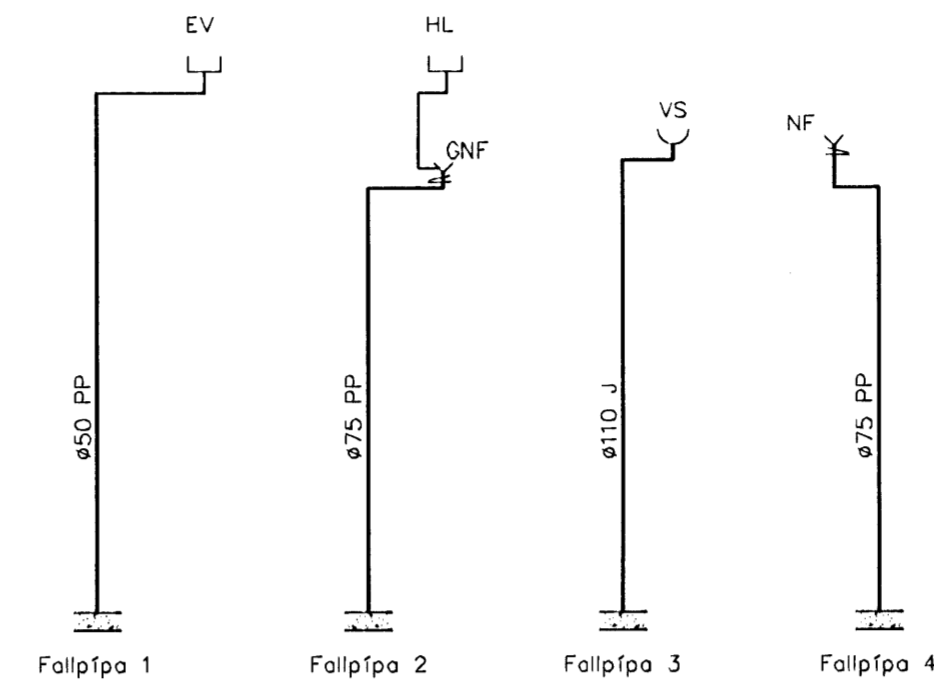 EV
HL
VS
NF
GNF
ø50 PP
ø75 PP
ø110 J
ø75 PP
Fallpípa 1
Fallpípa 2
Fallpípa 3
Fallpípa 4